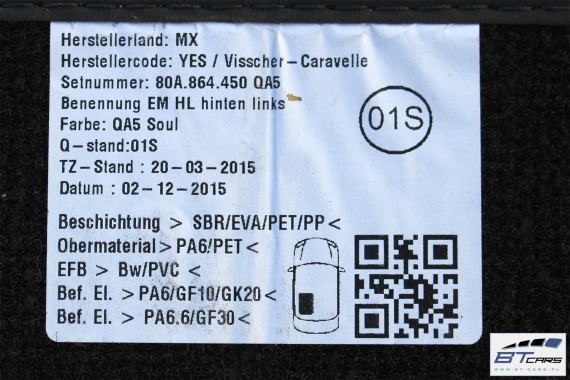 Herstellerland: MX
Herstellercode: YES / Visscher-Caravelle
Setnummer: 80A.864.450 QA5
Benennung EM HL hinten links
Farbe: QA5 Soul
Q-stand:01S
TZ-Stand : 20-03-2015
Datum : 02-12-2015
01S
Beschichtung > SBR/EVA/PET/PP<
Obermaterial > PA6/PET<
EFB > Bw/PVC <
Bef. El. >PA6/GF10/GK20<
Bef. El. > PA6.6/GF30<
BT CARS
WWW.BTCARS.PL